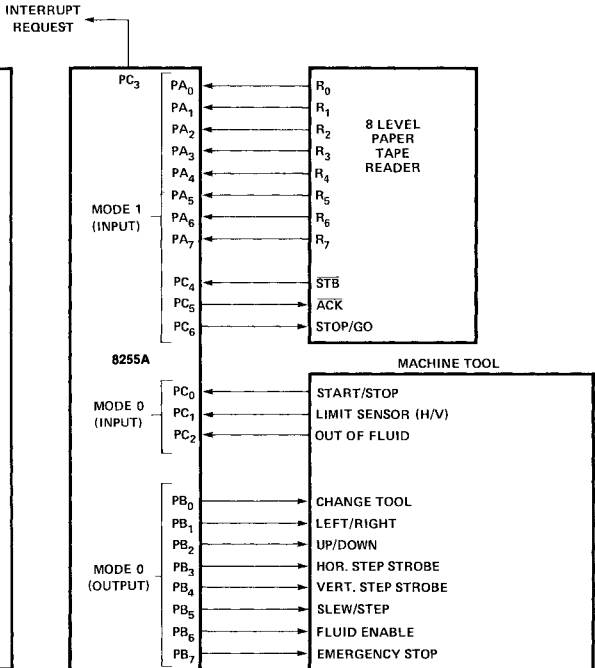 INTERRUPT
REQUEST
PC3
PA0
R0
PA1
R1
PA2
R2
PA3
R3
PA4
R4
PA5
R5
PA6
R6
PA7
R7
8 LEVEL
PAPER
TAPE
READER
MODE 1
(INPUT)
PC4
STB
PC5
ACK
PC6
STOP/GO
8255A
MACHINE TOOL
MODE 0
(INPUT)
PC0
START/STOP
PC1
LIMIT SENSOR (H/V)
PC2
OUT OF FLUID
MODE 0
(OUTPUT)
PB0
CHANGE TOOL
PB1
LEFT/RIGHT
PB2
UP/DOWN
PB3
HOR. STEP STROBE
PB4
VERT. STEP STROBE
PB5
SLEW/STEP
PB6
FLUID ENABLE
PB7
EMERGENCY STOP